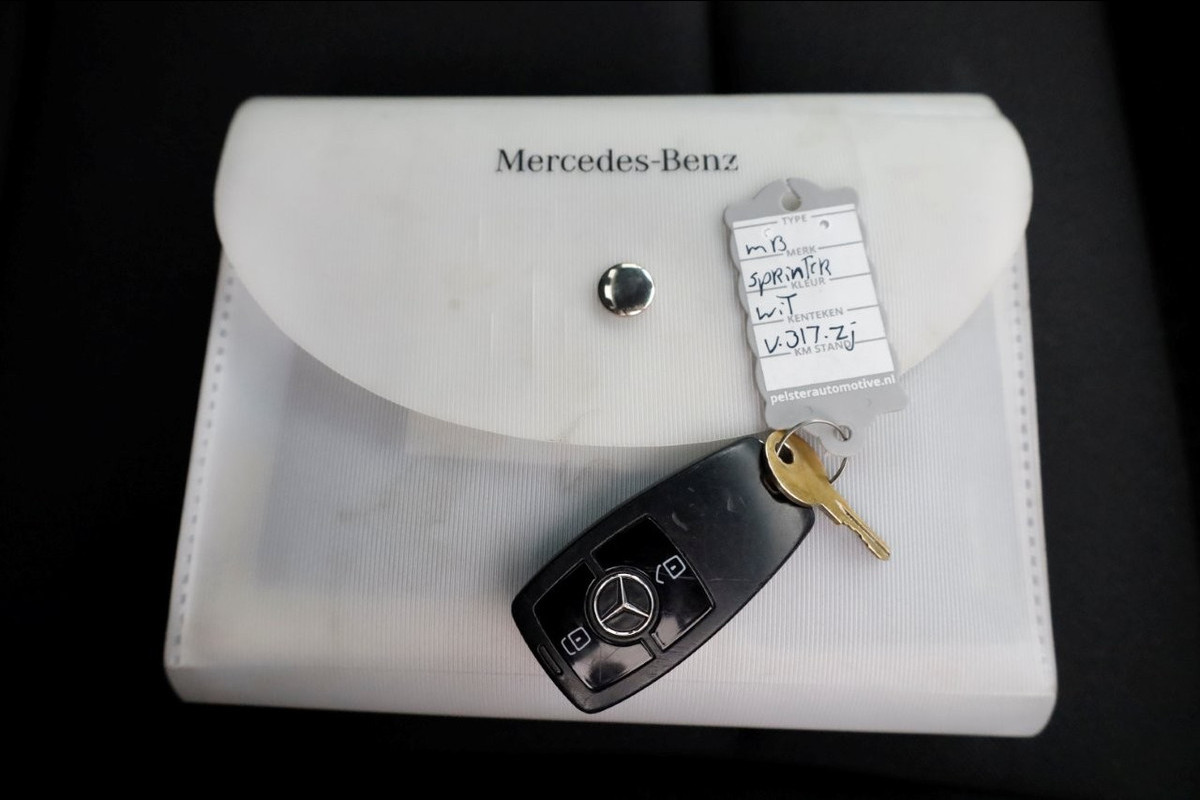 Mercedes-Benz
TYPE
mB
MERK
SPRiNTER
KLEUR
WiT
KENTEKEN
V.317.Zj
KM STAND
pelsterautomotive.nl